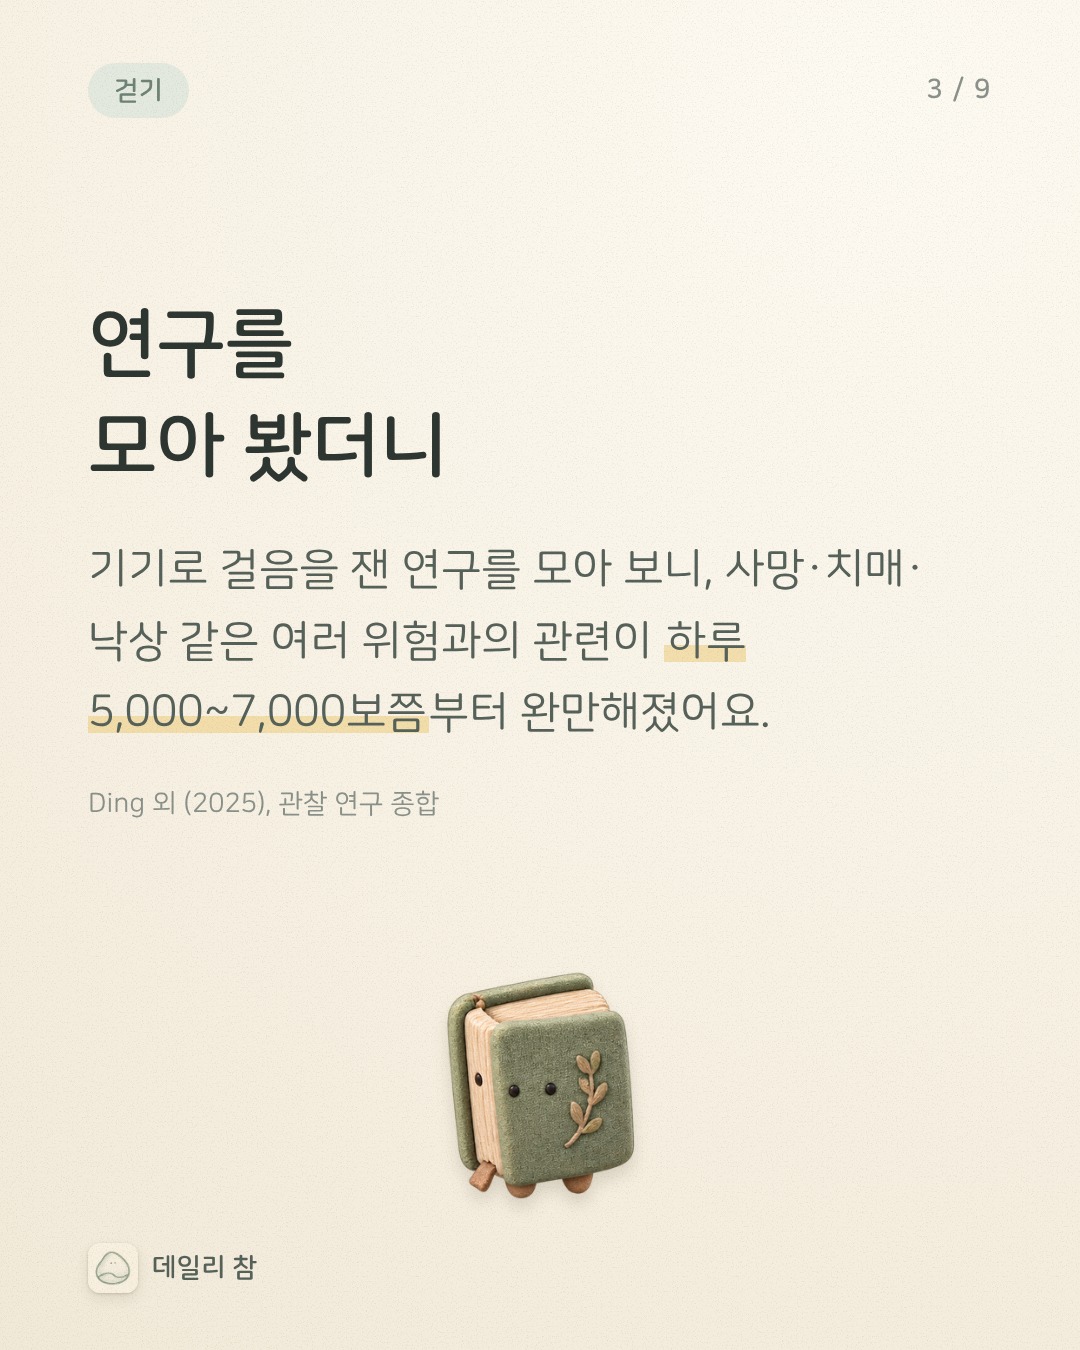 걷기
3 / 9
연구를
모아 봤더니
기기로 걸음을 잰 연구를 모아 보니, 사망·치매·
낙상 같은 여러 위험과의 관련이 하루
5,000~7,000보쯤부터 완만해졌어요.
Ding 외 (2025), 관찰 연구 종합
데일리 참